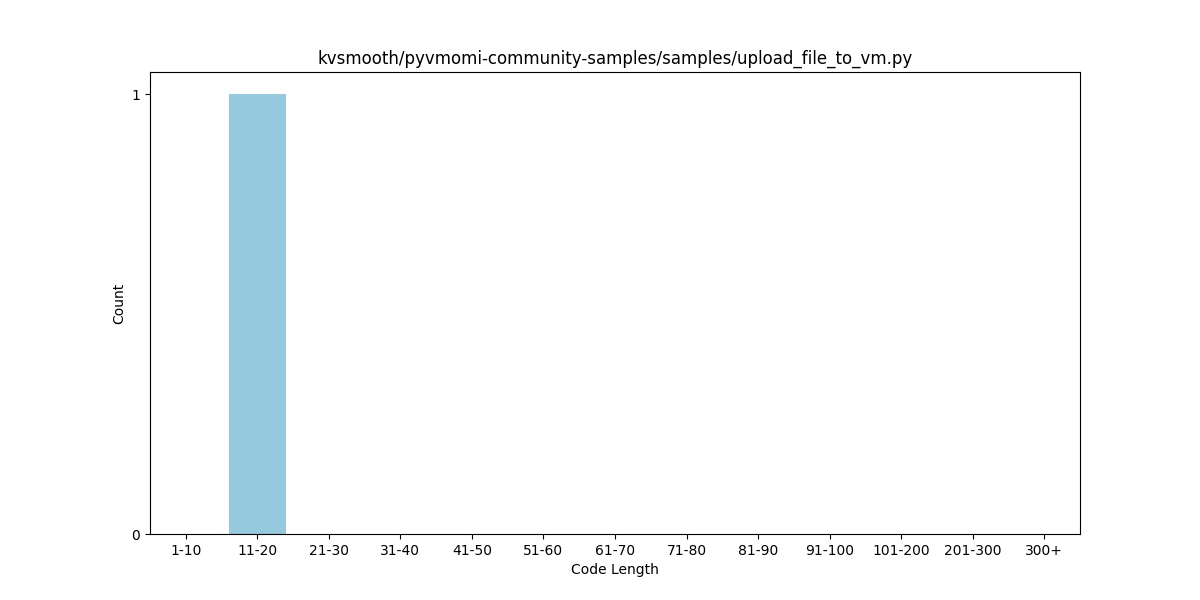 kvsmooth/pyvmomi-community-samples/samples/upload_file_to_vm.py
1
Count
0
1-10 11-20 21-30 31-40 41-50 51-60 61-70 71-80 81-90 91-100 101-200 201-300 300+
Code Length